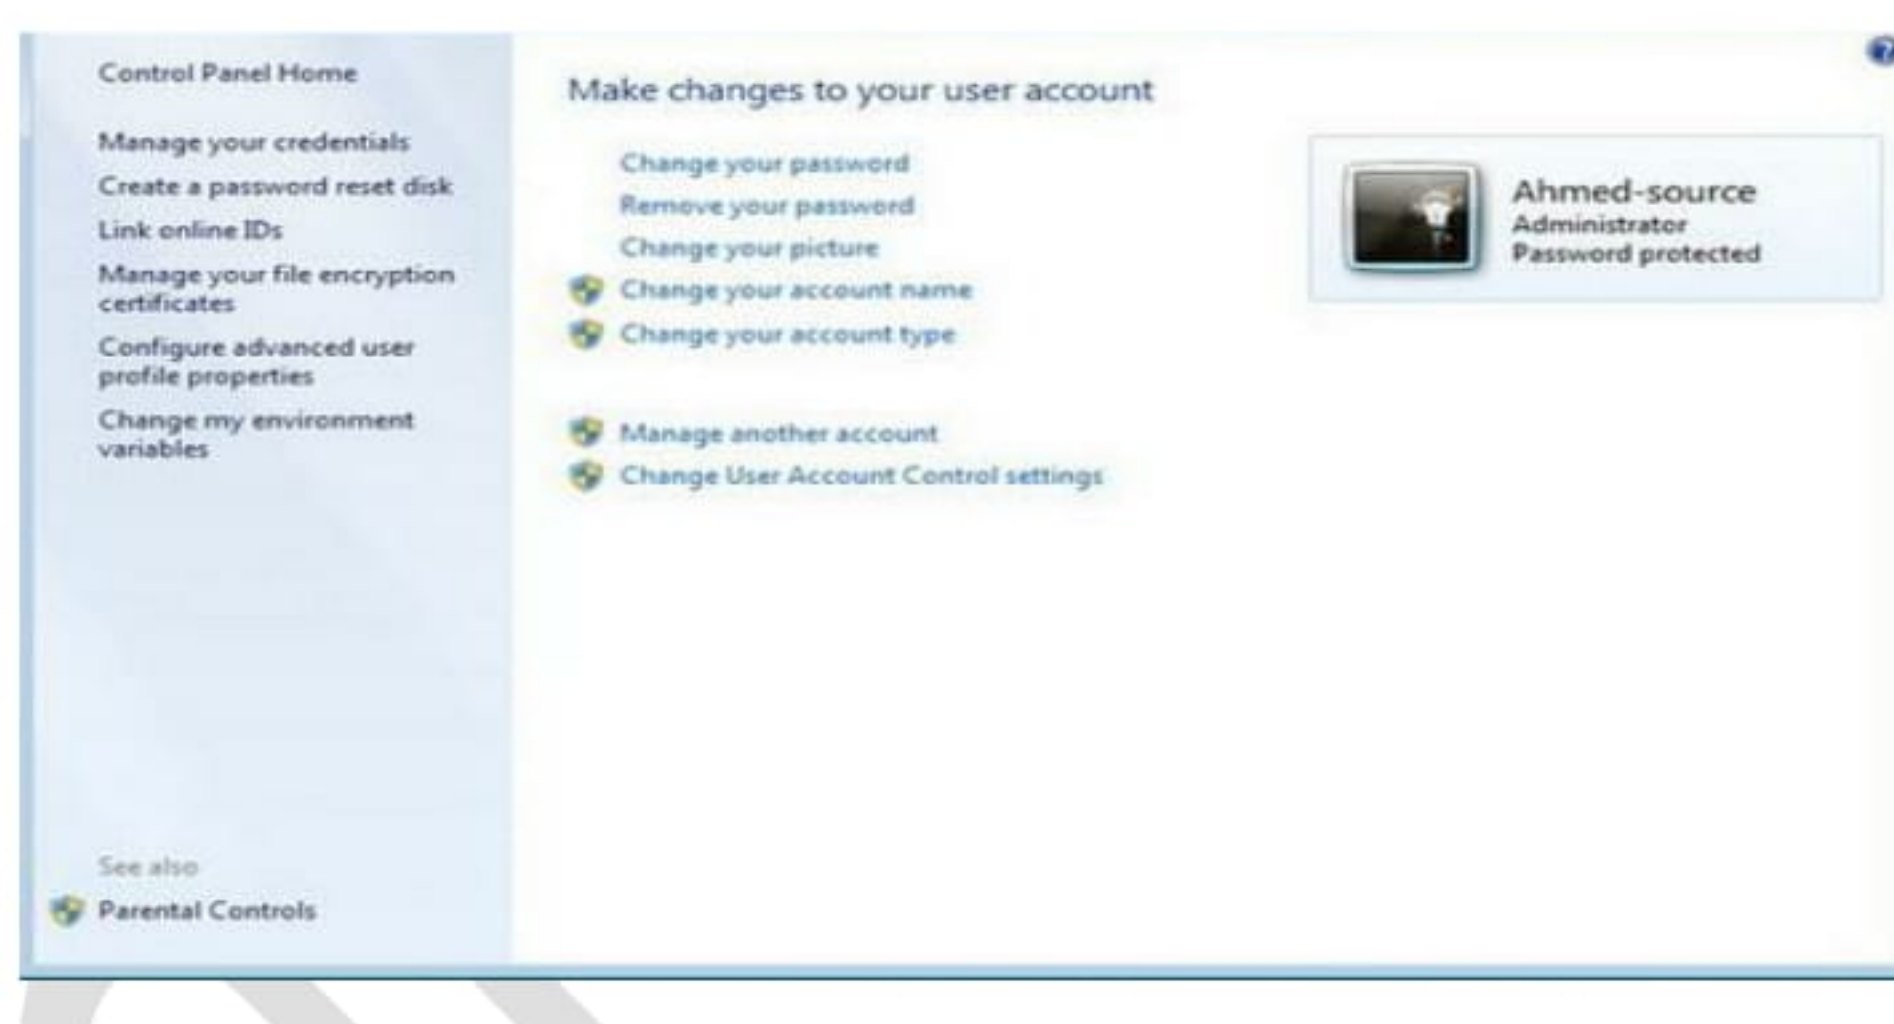 Control Panel Home
Manage your credentials
Create a password reset disk
Link online IDs
Manage your file encryption
certificates
Configure advanced user
profile properties
Change my environment
variables
See also
Parental Controls
Make changes to your user account
Change your password
Remove your password
Change your picture
Change your account name
Change your account type
Manage another account
Change User Account Control settings
Ahmed-source
Administrator
Password protected
?